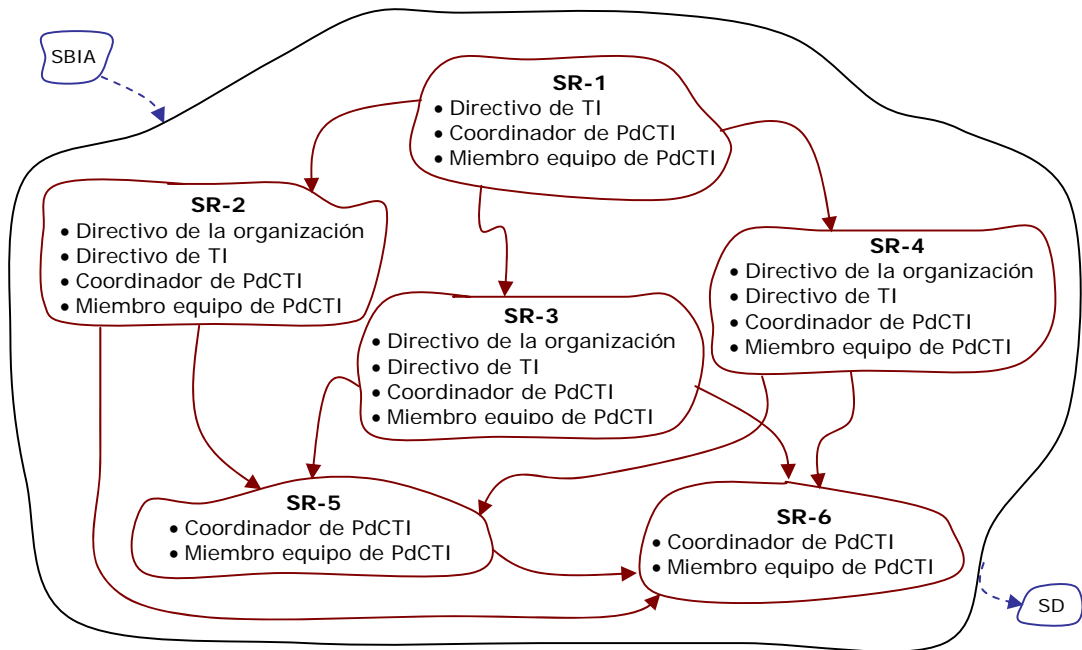 SBIA
SR-1
• Directivo de TI
• Coordinador de PdCTI
• Miembro equipo de PdCTI
SR-2
• Directivo de la organización
• Directivo de TI
• Coordinador de PdCTI
• Miembro equipo de PdCTI
SR-4
• Directivo de la organización
• Directivo de TI
• Coordinador de PdCTI
• Miembro equipo de PdCTI
SR-3
• Directivo de la organización
• Directivo de TI
• Coordinador de PdCTI
• Miembro equipo de PdCTI
SR-5
• Coordinador de PdCTI
• Miembro equipo de PdCTI
SR-6
• Coordinador de PdCTI
• Miembro equipo de PdCTI
SD